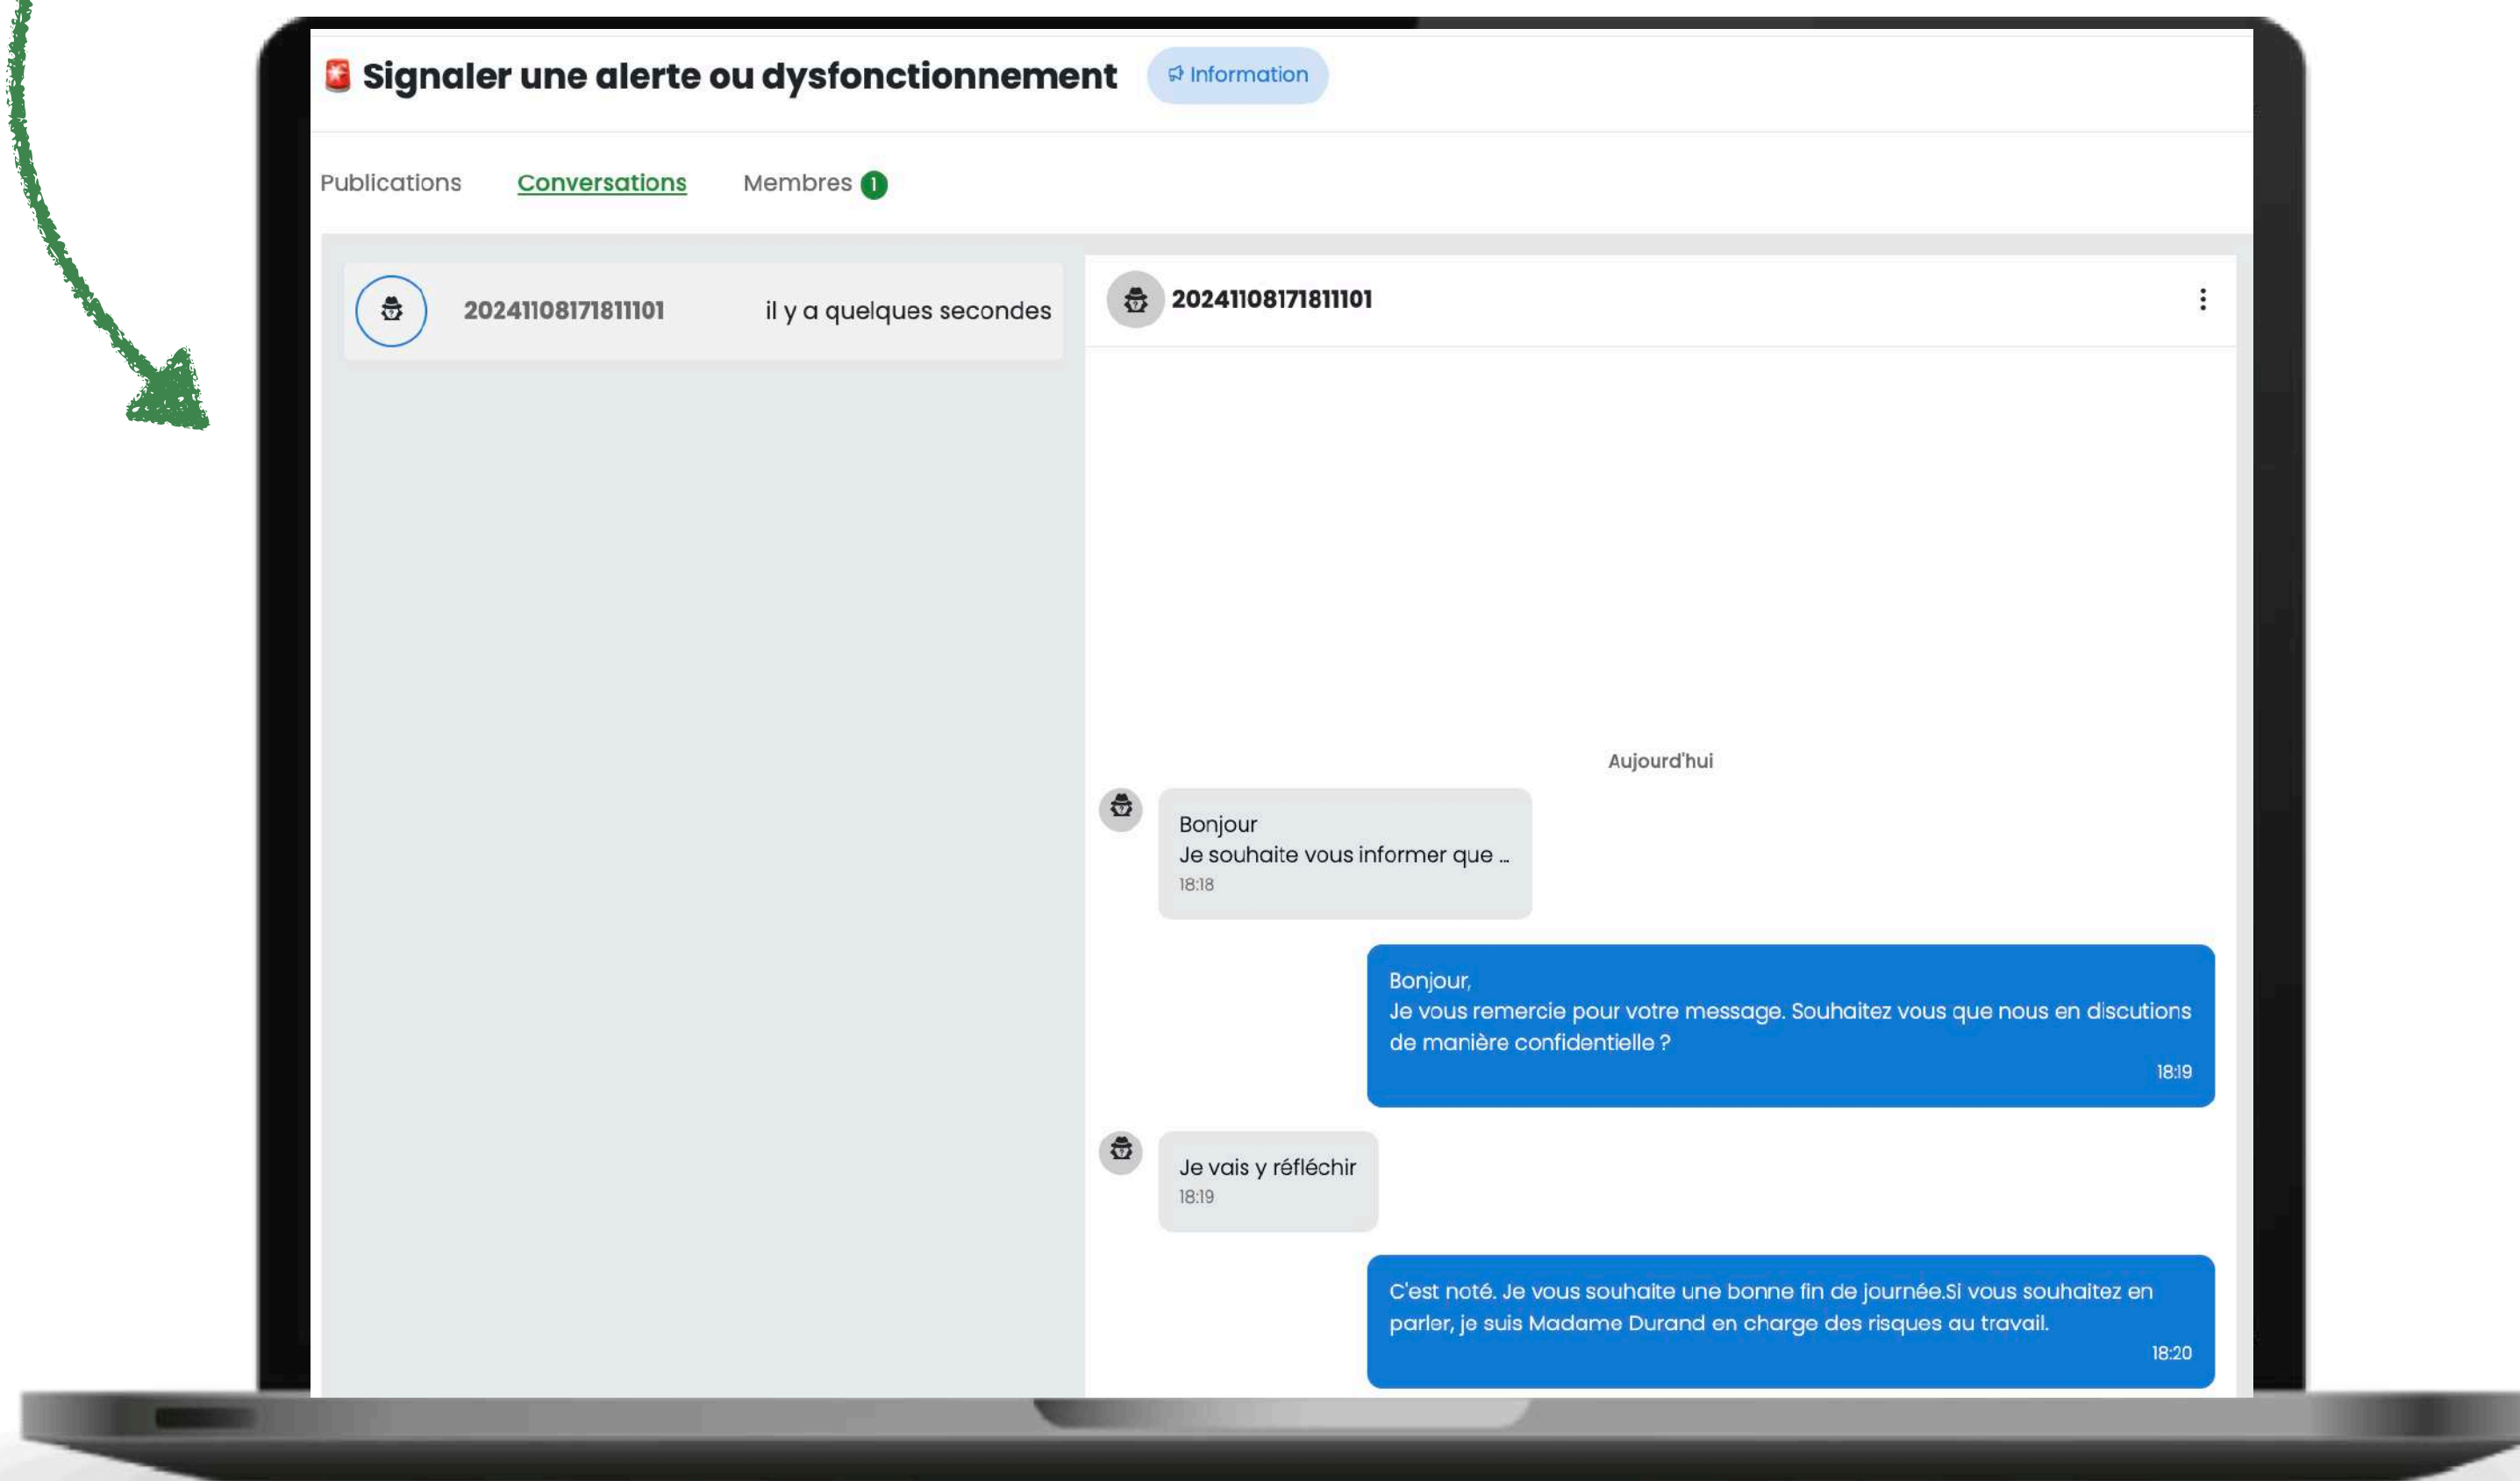 Signaler une alerte ou dysfonctionnement
Information
Publications
Conversations
Membres 1
20241108171811101
il y a quelques secondes
20241108171811101
Aujourd'hui
Bonjour
Je souhaite vous informer que ...
18:18
Bonjour,
Je vous remercie pour votre message. Souhaitez vous que nous en discutions
de manière confidentielle ?
18:19
Je vais y réfléchir
18:19
C'est noté. Je vous souhaite une bonne fin de journée.Si vous souhaitez en
parler, je suis Madame Durand en charge des risques au travail.
18:20